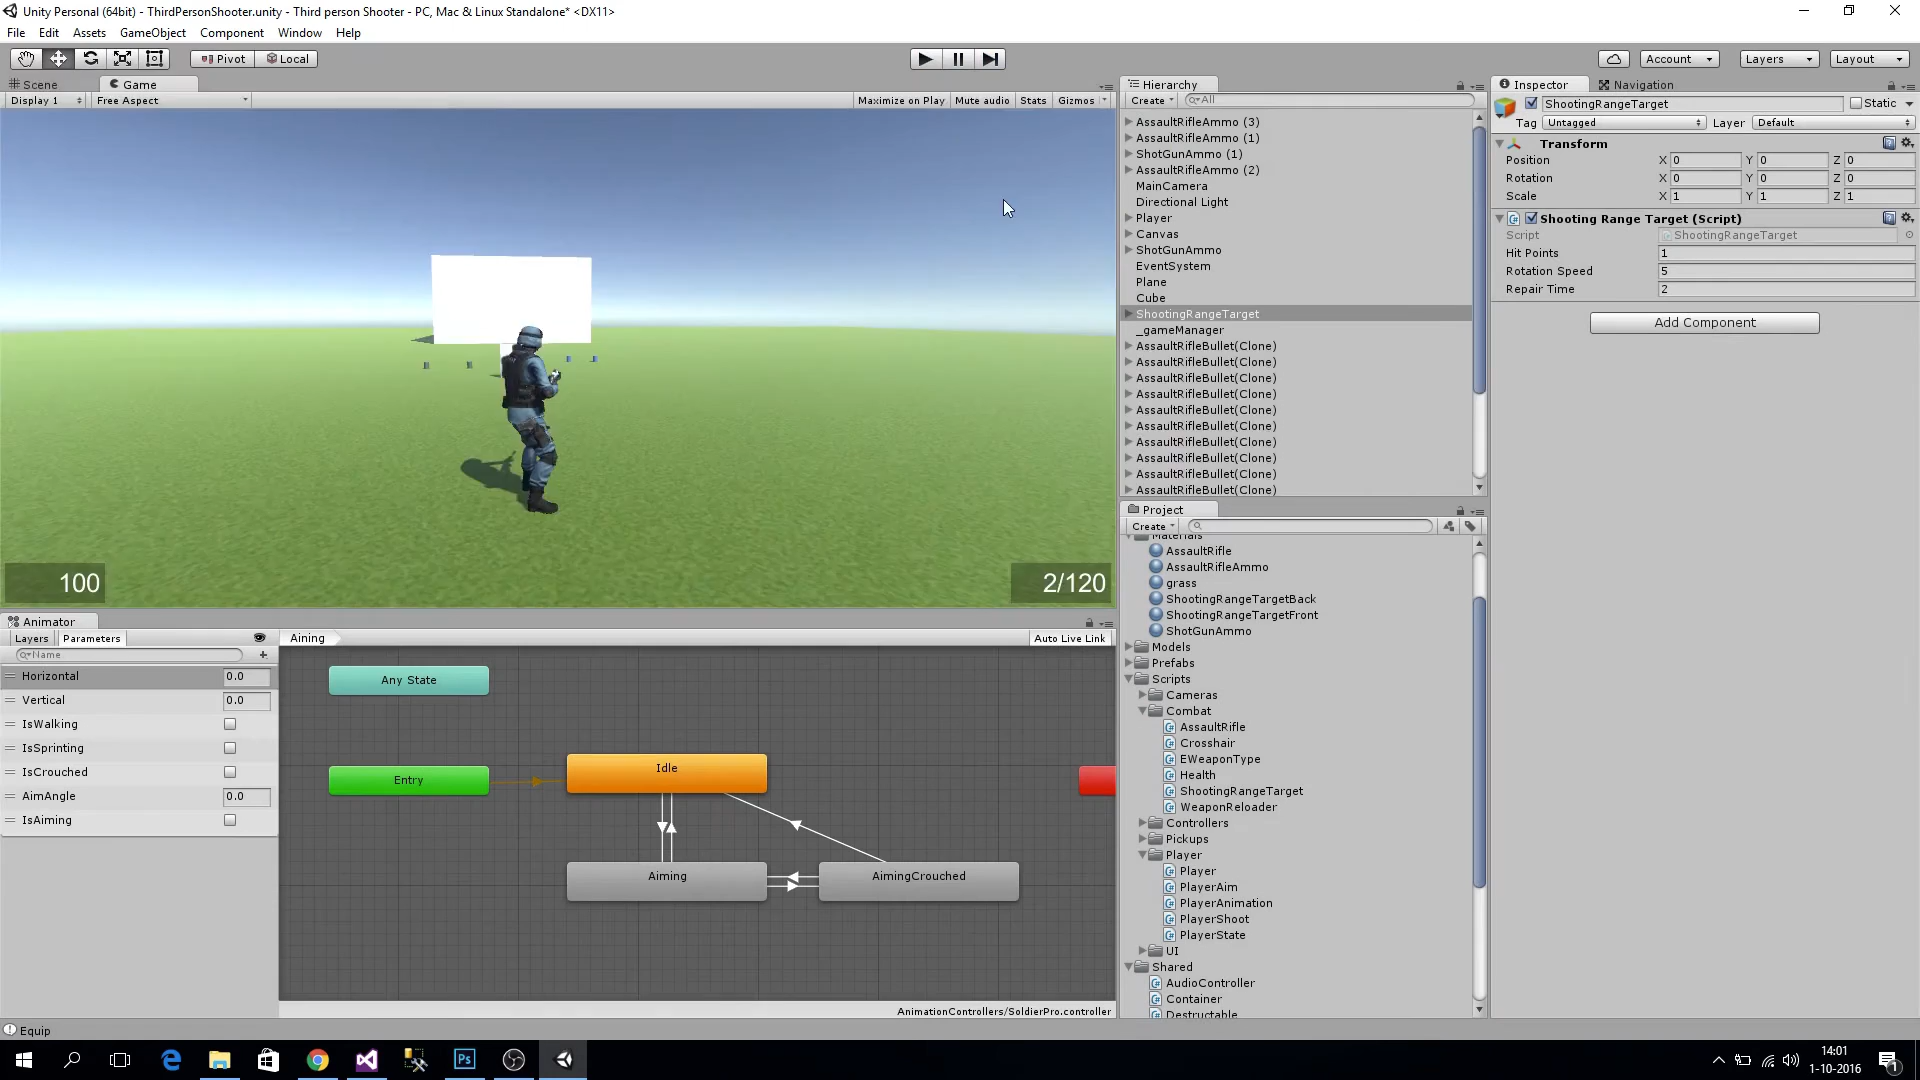 Unity Personal (64bit) - ThirdPersonShooter.unity - Third person Shooter - PC, Mac & Linux Standalone* <DX11>
File Edit Assets GameObject Component Window Help
Pivot Local Account Layers Layout
Scene Game
Display 1 Free Aspect Maximize on Play Mute audio Stats Gizmos
100
2/120
Hierarchy
Create All
AssaultRifleAmmo (3)
AssaultRifleAmmo (1)
ShotGunAmmo (1)
AssaultRifleAmmo (2)
MainCamera
Directional Light
Player
Canvas
ShotGunAmmo
EventSystem
Plane
Cube
ShootingRangeTarget
_gameManager
AssaultRifleBullet(Clone)
AssaultRifleBullet(Clone)
AssaultRifleBullet(Clone)
AssaultRifleBullet(Clone)
AssaultRifleBullet(Clone)
AssaultRifleBullet(Clone)
AssaultRifleBullet(Clone)
AssaultRifleBullet(Clone)
AssaultRifleBullet(Clone)
AssaultRifleBullet(Clone)
Inspector Navigation
ShootingRangeTarget Static
Tag Untagged Layer Default
Transform
Position X 0 Y 0 Z 0
Rotation X 0 Y 0 Z 0
Scale X 1 Y 1 Z 1
Shooting Range Target (Script)
Script ShootingRangeTarget
Hit Points 1
Rotation Speed 5
Repair Time 2
Add Component
Project
Create
Materials
AssaultRifle
AssaultRifleAmmo
grass
ShootingRangeTargetBack
ShootingRangeTargetFront
ShotGunAmmo
Models
Prefabs
Scripts
Cameras
Combat
AssaultRifle
Crosshair
EWeaponType
Health
ShootingRangeTarget
WeaponReloader
Controllers
Pickups
Player
Player
PlayerAim
PlayerAnimation
PlayerShoot
PlayerState
UI
Shared
AudioController
Container
Destructable
Animator
Layers Parameters
Name
Horizontal 0.0
Vertical 0.0
IsWalking
IsSprinting
IsCrouched
AimAngle 0.0
IsAiming
Aining Auto Live Link
Any State
Entry
Idle
Aiming
AimingCrouched
AnimationControllers/SoldierPro.controller
Equip
Ps
14:01
1-10-2016
1